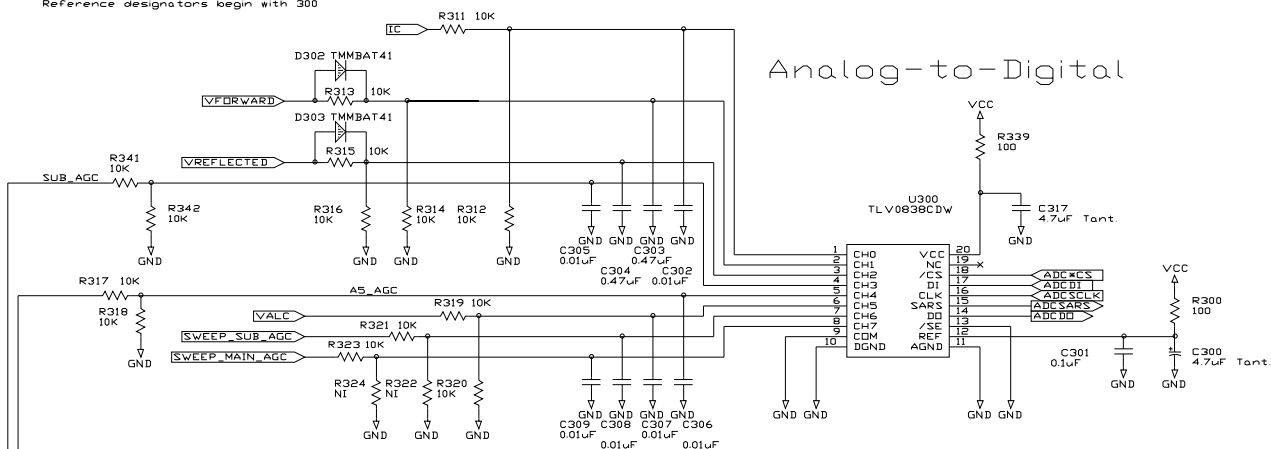 Reference designators begin with 300
R311 10K
IC
D302 TMMBAT41
Analog-to-Digital
R313 10K
VFORWARD
VCC
D303 TMMBAT41
R339
100
R315 10K
VREFLECTED
R341
10K
SUB_AGC
U300
TLV0838CDW
R342
10K
R316
10K
R314
10K
R312
10K
C317
4.7uF Tant.
GND
GND
GND
GND
GND
GND
GND
GND
GND
GND
C305
0.01uF
C304
0.47uF
C303
0.47uF
C302
0.01uF
1 CH0 VCC 20
2 CH1 NC 19
3 CH2 /CS 18
4 CH3 DI 17
5 CH4 CLK 16
6 CH5 SARS 15
7 CH6 DO 14
8 CH7 /SE 13
9 COM REF 12
10 DGND AGND 11
ADC*CS
ADCDI
ADCSCLK
ADCSARS
ADCDO
VCC
R300
100
R317 10K
A5_AGC
R318
10K
GND
R319 10K
VALC
R321 10K
SWEEP_SUB_AGC
R323 10K
SWEEP_MAIN_AGC
C301
0.1uF
C300
4.7uF Tant.
GND
GND
R324
NI
R322
NI
R320
10K
GND
GND
GND
GND
GND
GND
GND
GND
GND
GND
GND
C309
0.01uF
C308
0.01uF
C307
0.01uF
C306
0.01uF